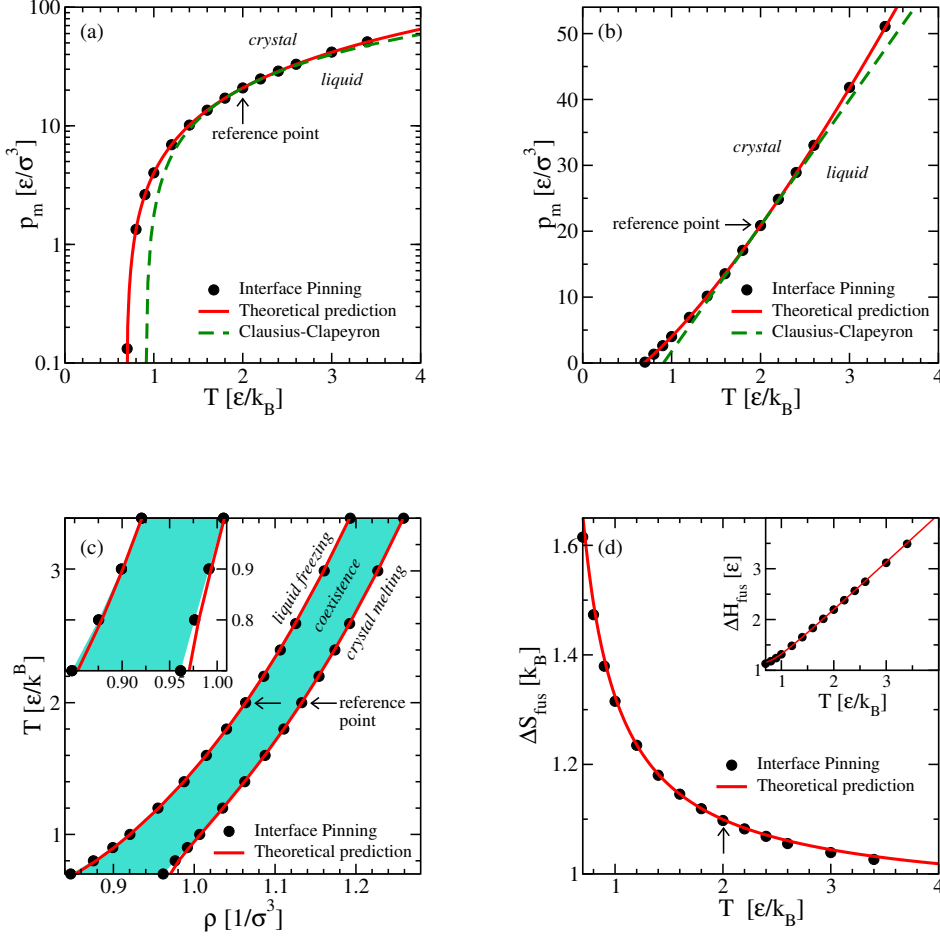 (a)
crystal
liquid
reference point
Interface Pinning
Theoretical prediction
Clausius-Clapeyron
100
10
1
0.1
0 1 2 3 4
p_m [ε/σ^3]
T [ε/k_B]
(b)
crystal
liquid
reference point
Interface Pinning
Theoretical prediction
Clausius-Clapeyron
50
40
30
20
10
0
0 1 2 3 4
p_m [ε/σ^3]
T [ε/k_B]
(c)
liquid freezing
coexistence
crystal melting
reference
point
0.9
0.8
0.90 0.95 1.00
Interface Pinning
Theoretical prediction
3
2
1
0.9 1.0 1.1 1.2
T [ε/k^B]
ρ [1/σ^3]
(d)
3
2
1
1 2 3
ΔH_fus [ε]
T [ε/k_B]
Interface Pinning
Theoretical prediction
1.6
1.4
1.2
1
1 2 3 4
ΔS_fus [k_B]
T [ε/k_B]